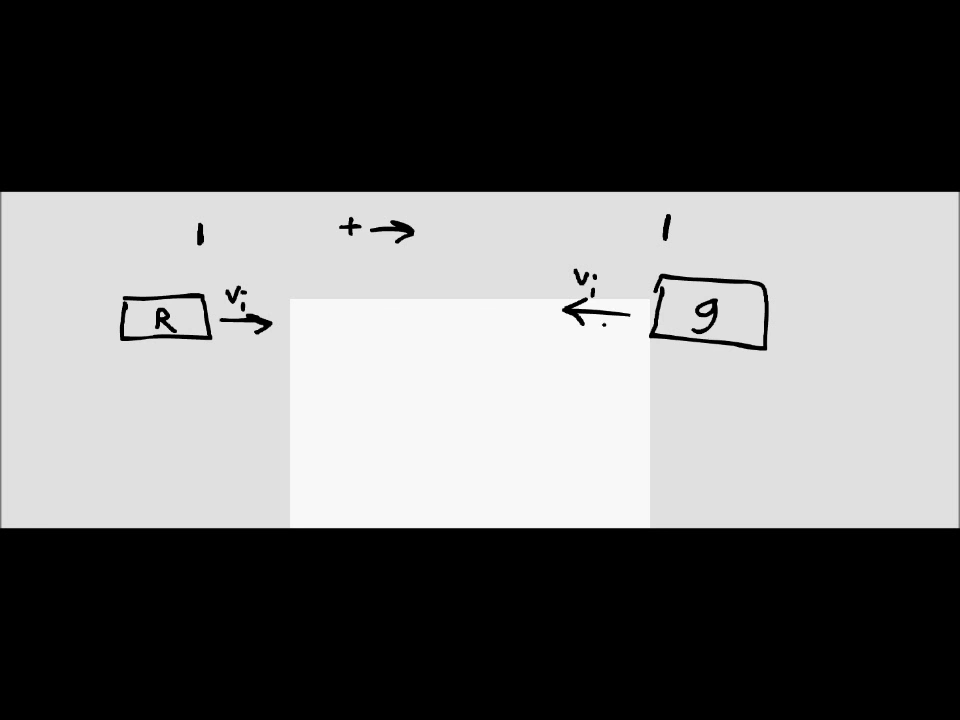 1 + → 1
R vi → ← vi g